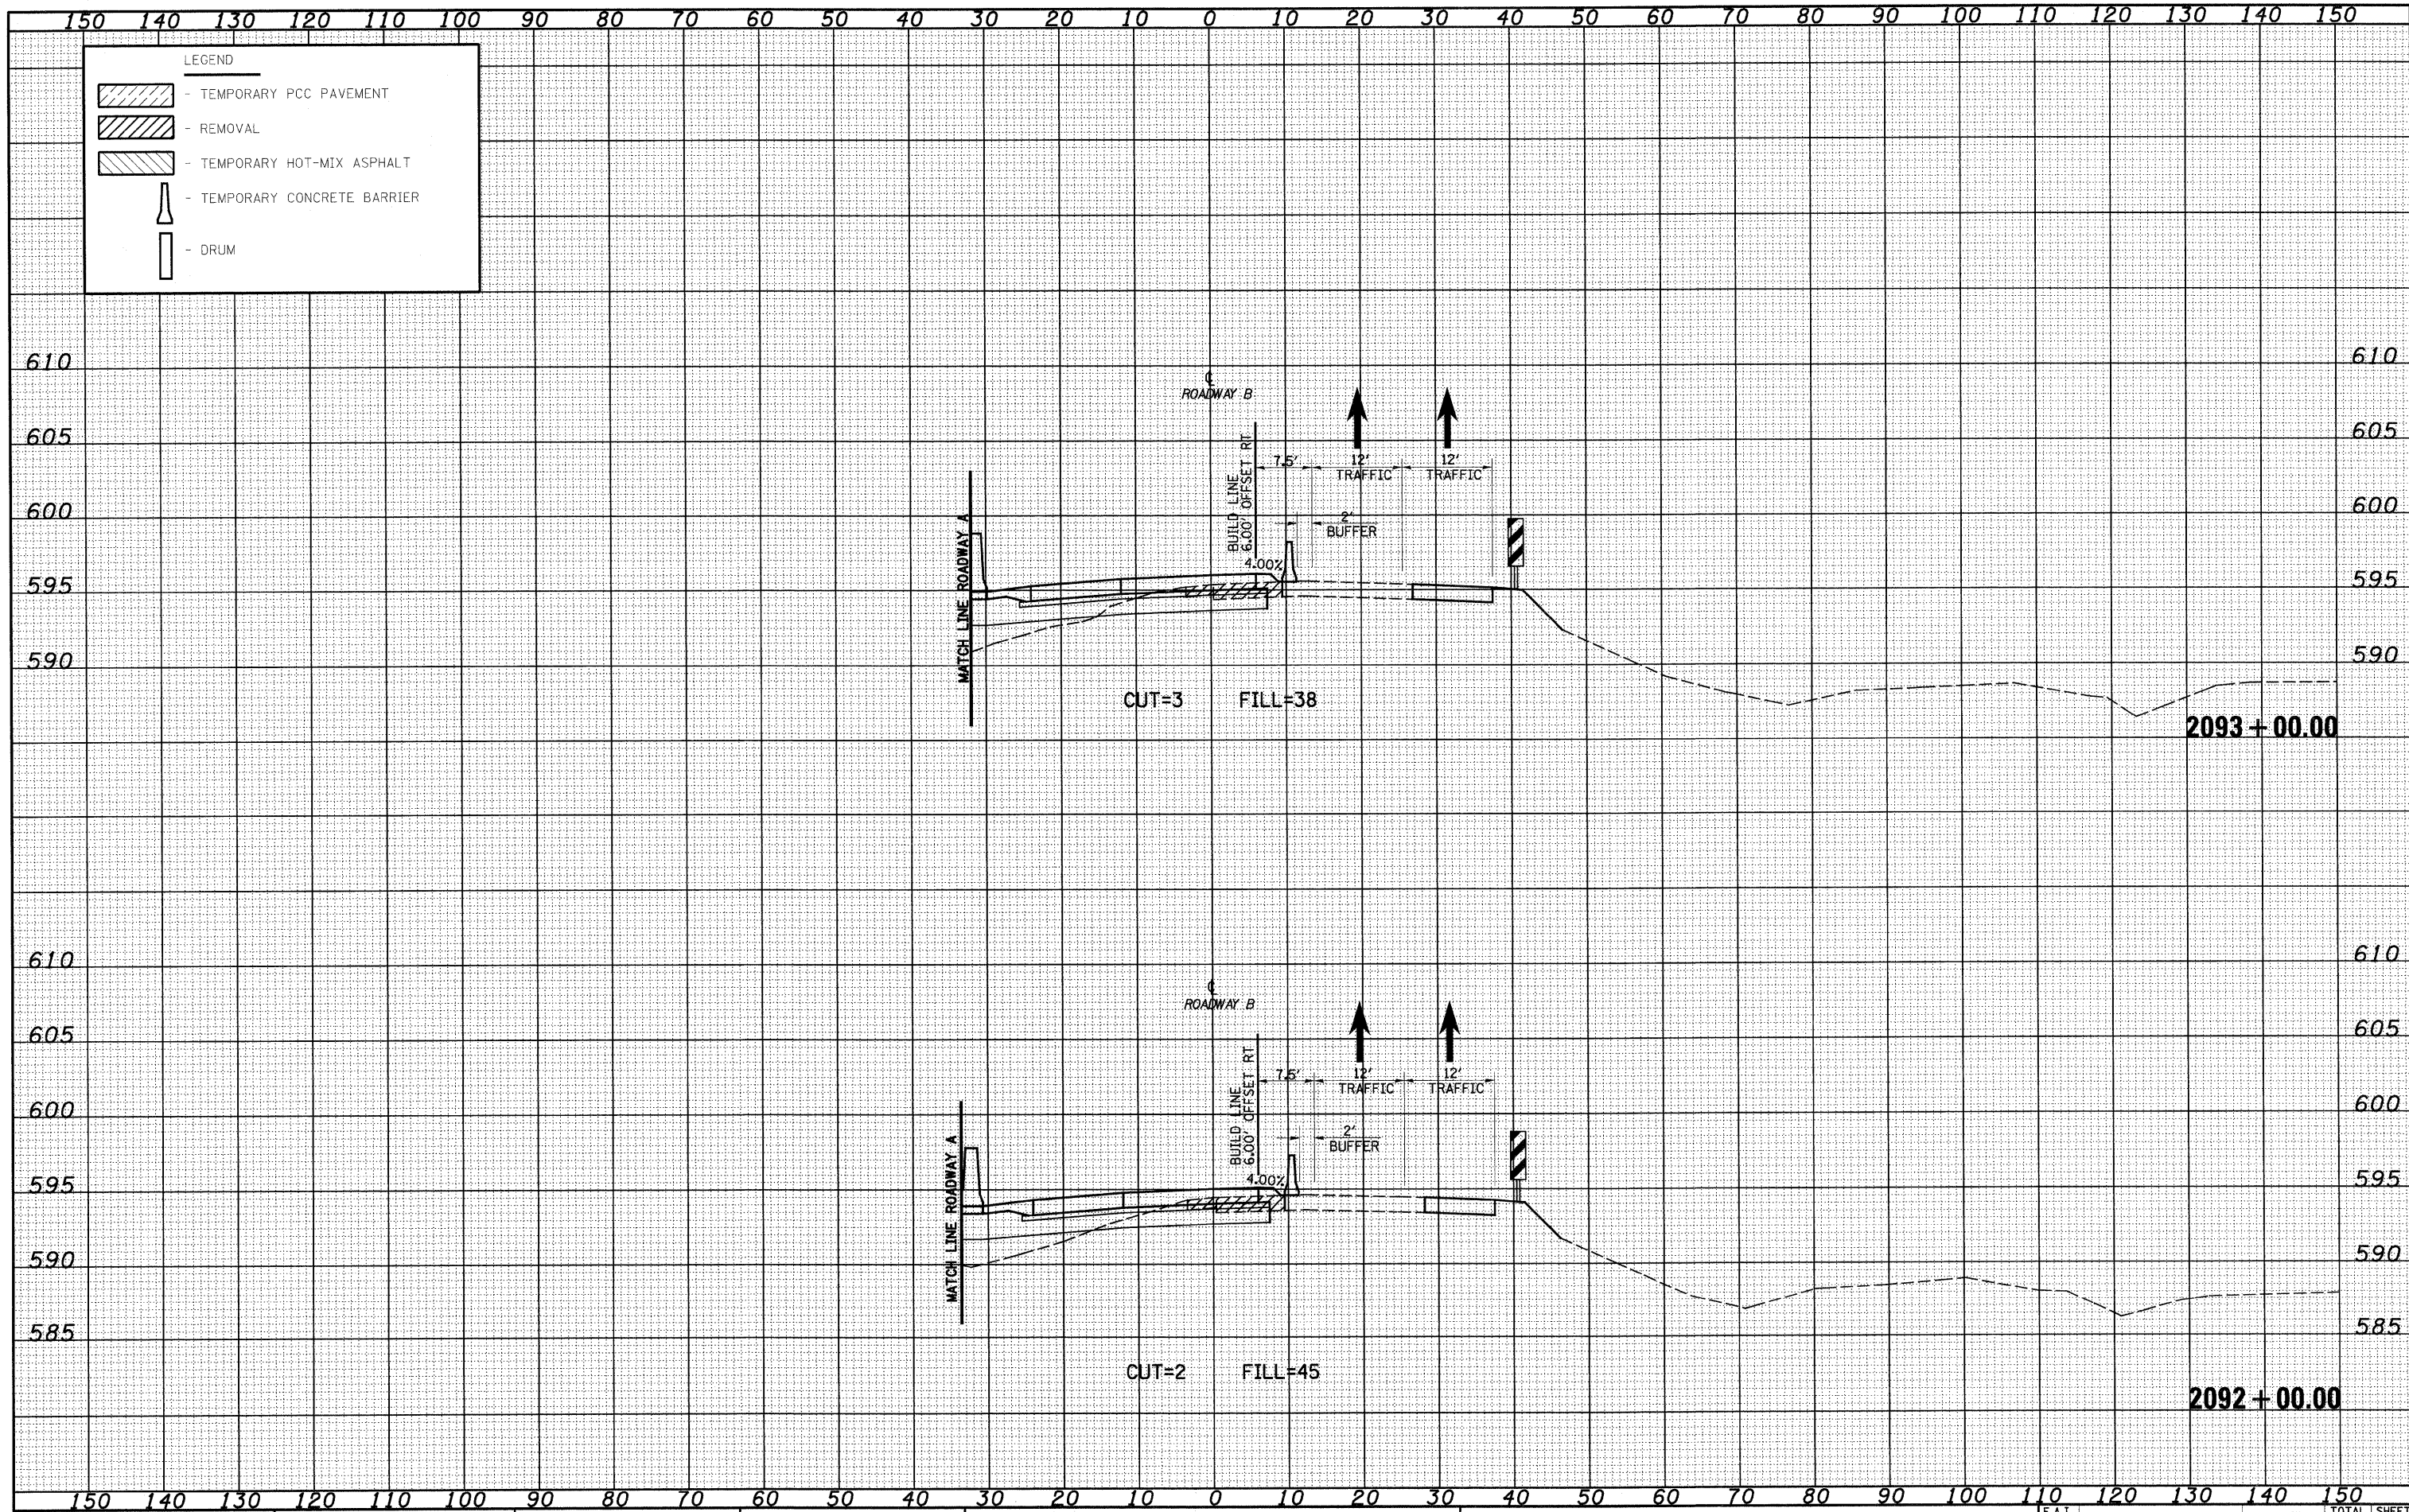 150 140 130 120 110 100 90 80 70 60 50 40 30 20 10 0 10 20 30 40 50 60 70 80 90 100 110 120 130 140 150
LEGEND
- TEMPORARY PCC PAVEMENT
- REMOVAL
- TEMPORARY HOT-MIX ASPHALT
- TEMPORARY CONCRETE BARRIER
- DRUM
610 610
℄
ROADWAY B
605 605
BUILD LINE
6.00' OFFSET RT
7.5' 12' 12'
TRAFFIC TRAFFIC
600 600
2'
BUFFER
MATCH LINE ROADWAY A
4.00%
595 595
590 590
CUT=3 FILL=38
2093+00.00
610 610
℄
ROADWAY B
605 605
BUILD LINE
6.00' OFFSET RT
7.5' 12' 12'
TRAFFIC TRAFFIC
600 600
2'
BUFFER
MATCH LINE ROADWAY A
4.00%
595 595
590 590
585 585
CUT=2 FILL=45
2092+00.00
150 140 130 120 110 100 90 80 70 60 50 40 30 20 10 0 10 20 30 40 50 60 70 80 90 100 110 120 130 140 150
F.A.I. TOTAL SHEET